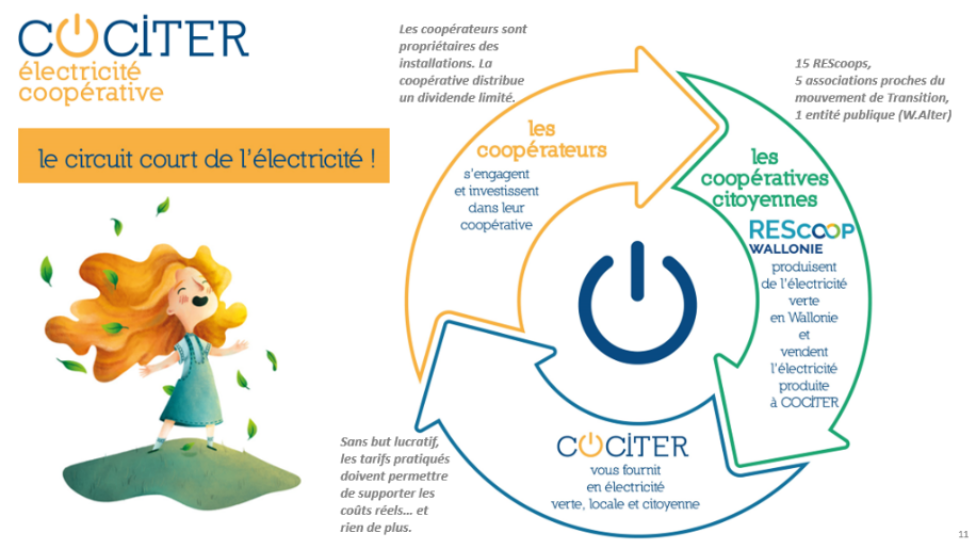 COCiTER
électricité
coopérative
le circuit court de l'électricité !
Les coopérateurs sont
propriétaires des
installations. La
coopérative distribue
un dividende limité.
les
coopérateurs
s'engagent
et investissent
dans leur
coopérative
15 REScoops,
5 associations proches du
mouvement de Transition,
1 entité publique (W.Alter)
les
coopératives
citoyennes
REScoop
WALLONIE
produisent
de l'électricité
verte
en Wallonie
et
vendent
l'électricité
produite
à COCiTER
COCiTER
vous fournit
en électricité
verte, locale et citoyenne
Sans but lucratif,
les tarifs pratiqués
doivent permettre
de supporter les
coûts réels... et
rien de plus.
11